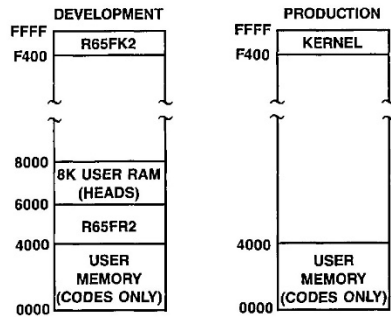 DEVELOPMENT
FFFF
R65FK2
F400
8000
8K USER RAM
(HEADS)
6000
R65FR2
4000
USER
MEMORY
(CODES ONLY)
0000
PRODUCTION
FFFF
KERNEL
F400
4000
USER
MEMORY
(CODES ONLY)
0000